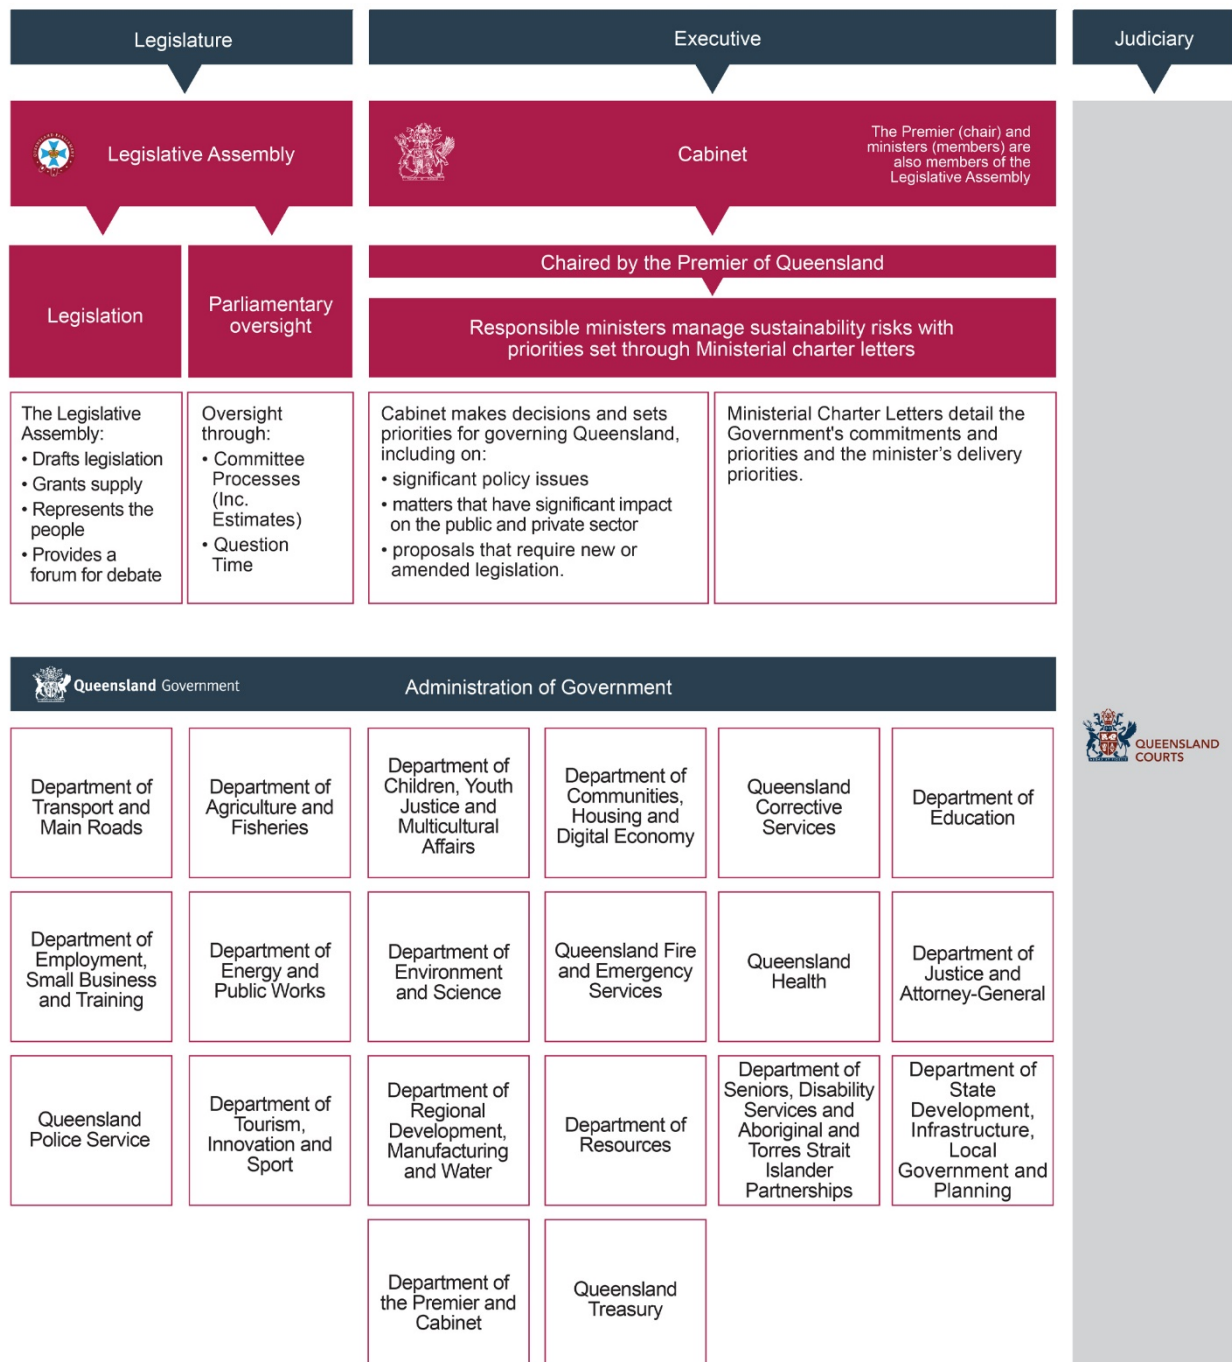 Legislature
Executive
Judiciary
Legislative Assembly
Cabinet
The Premier (chair) and
ministers (members) are
also members of the
Legislative Assembly
Legislation
Parliamentary
oversight
Chaired by the Premier of Queensland
Responsible ministers manage sustainability risks with
priorities set through Ministerial charter letters
The Legislative
Assembly:
• Drafts legislation
• Grants supply
• Represents the
people
• Provides a
forum for debate
Oversight
through:
• Committee
Processes
(Inc.
Estimates)
• Question
Time
Cabinet makes decisions and sets
priorities for governing Queensland,
including on:
• significant policy issues
• matters that have significant impact
on the public and private sector
• proposals that require new or
amended legislation.
Ministerial Charter Letters detail the
Government's commitments and
priorities and the minister’s delivery
priorities.
Queensland Government
Administration of Government
QUEENSLAND
COURTS
Department of
Transport and
Main Roads
Department of
Agriculture and
Fisheries
Department of
Children, Youth
Justice and
Multicultural
Affairs
Department of
Communities,
Housing and
Digital Economy
Queensland
Corrective
Services
Department of
Education
Department of
Employment,
Small Business
and Training
Department of
Energy and
Public Works
Department of
Environment
and Science
Queensland Fire
and Emergency
Services
Queensland
Health
Department of
Justice and
Attorney-General
Queensland
Police Service
Department of
Tourism,
Innovation and
Sport
Department of
Regional
Development,
Manufacturing
and Water
Department of
Resources
Department of
Seniors, Disability
Services and
Aboriginal and
Torres Strait
Islander
Partnerships
Department of
State
Development,
Infrastructure,
Local
Government and
Planning
Department of
the Premier and
Cabinet
Queensland
Treasury